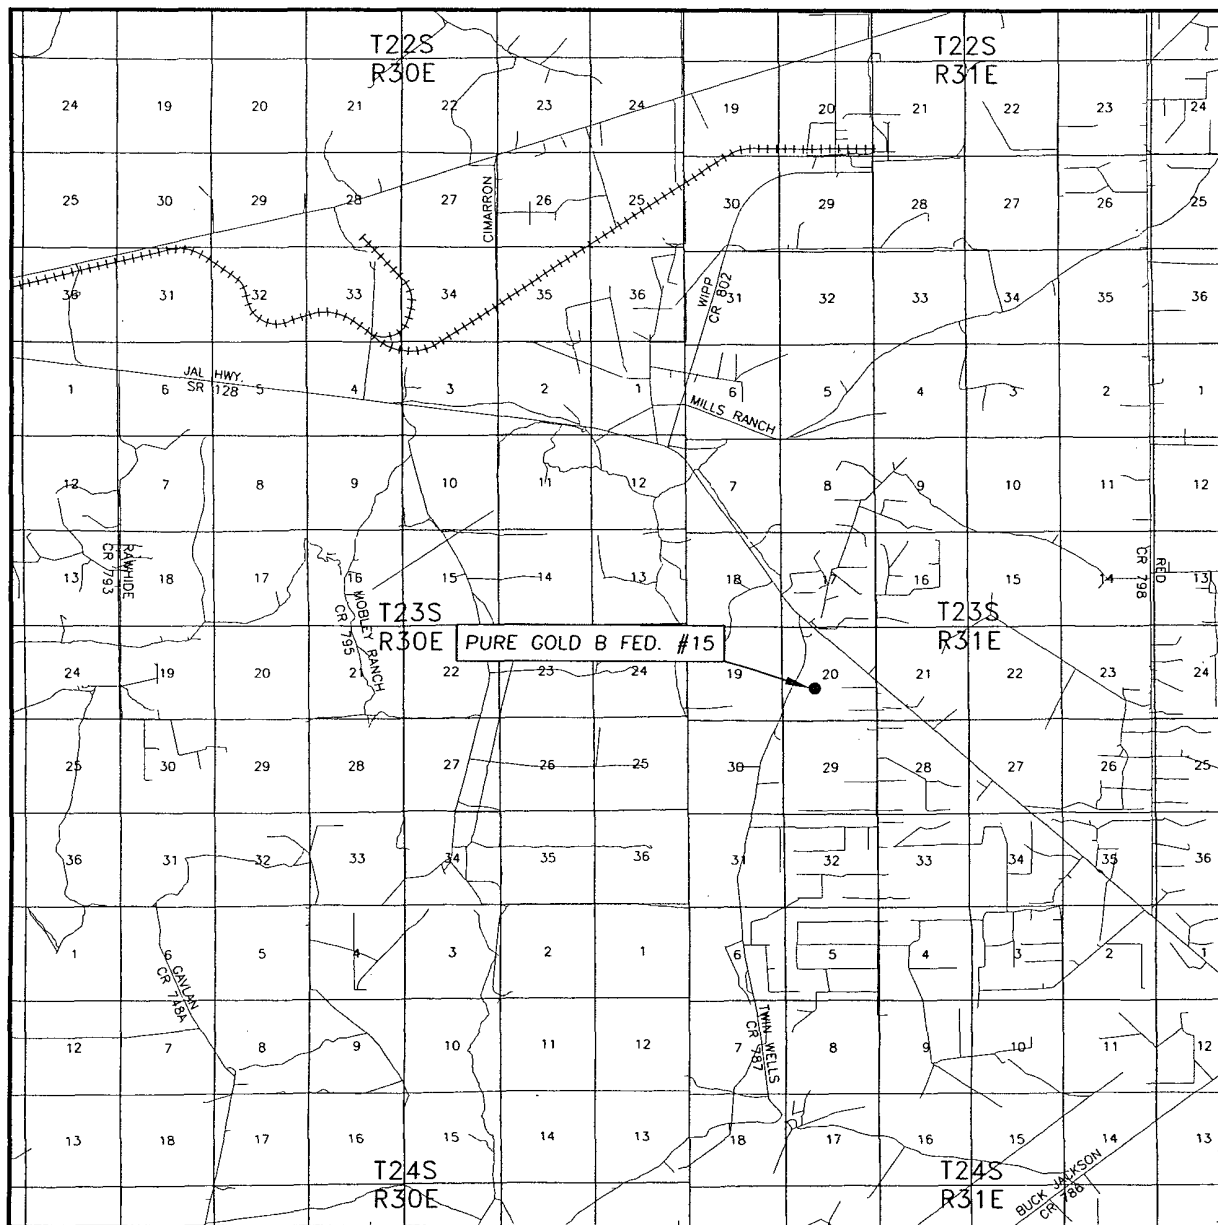 T22S
R30E
T22S
R31E
24 19 20 21 22 23 24 19 20 21 22 23 24
25 30 29 28 27 26 25 30 29 28 27 26 25
CIMARRON
36 31 32 33 34 35 36 31 32 33 34 35 36
WIPP
CR 802
JAL HWY.
SR 128
1 6 5 4 3 2 1 6 5 4 3 2 1
MILLS RANCH
12 7 8 9 10 11 12 7 8 9 10 11 12
RAWHIDE
CR 793
RED
CR 798
13 18 17 16 15 14 13 18 17 16 15 14 13
MOBLEY RANCH
CR 795
T23S
R30E
T23S
R31E
PURE GOLD B FED. #15
24 19 20 21 22 23 24 19 20 21 22 23 24
25 30 29 28 27 26 25 30 29 28 27 26 25
36 31 32 33 34 35 36 31 32 33 34 35 36
1 6 5 4 3 2 1 6 5 4 3 2 1
GAVLAN
CR 748A
TWIN WELLS
CR 787
12 7 8 9 10 11 12 7 8 9 10 11 12
13 18 17 16 15 14 13 18 17 16 15 14 13
T24S
R30E
T24S
R31E
BUCK JACKSON
CR 786